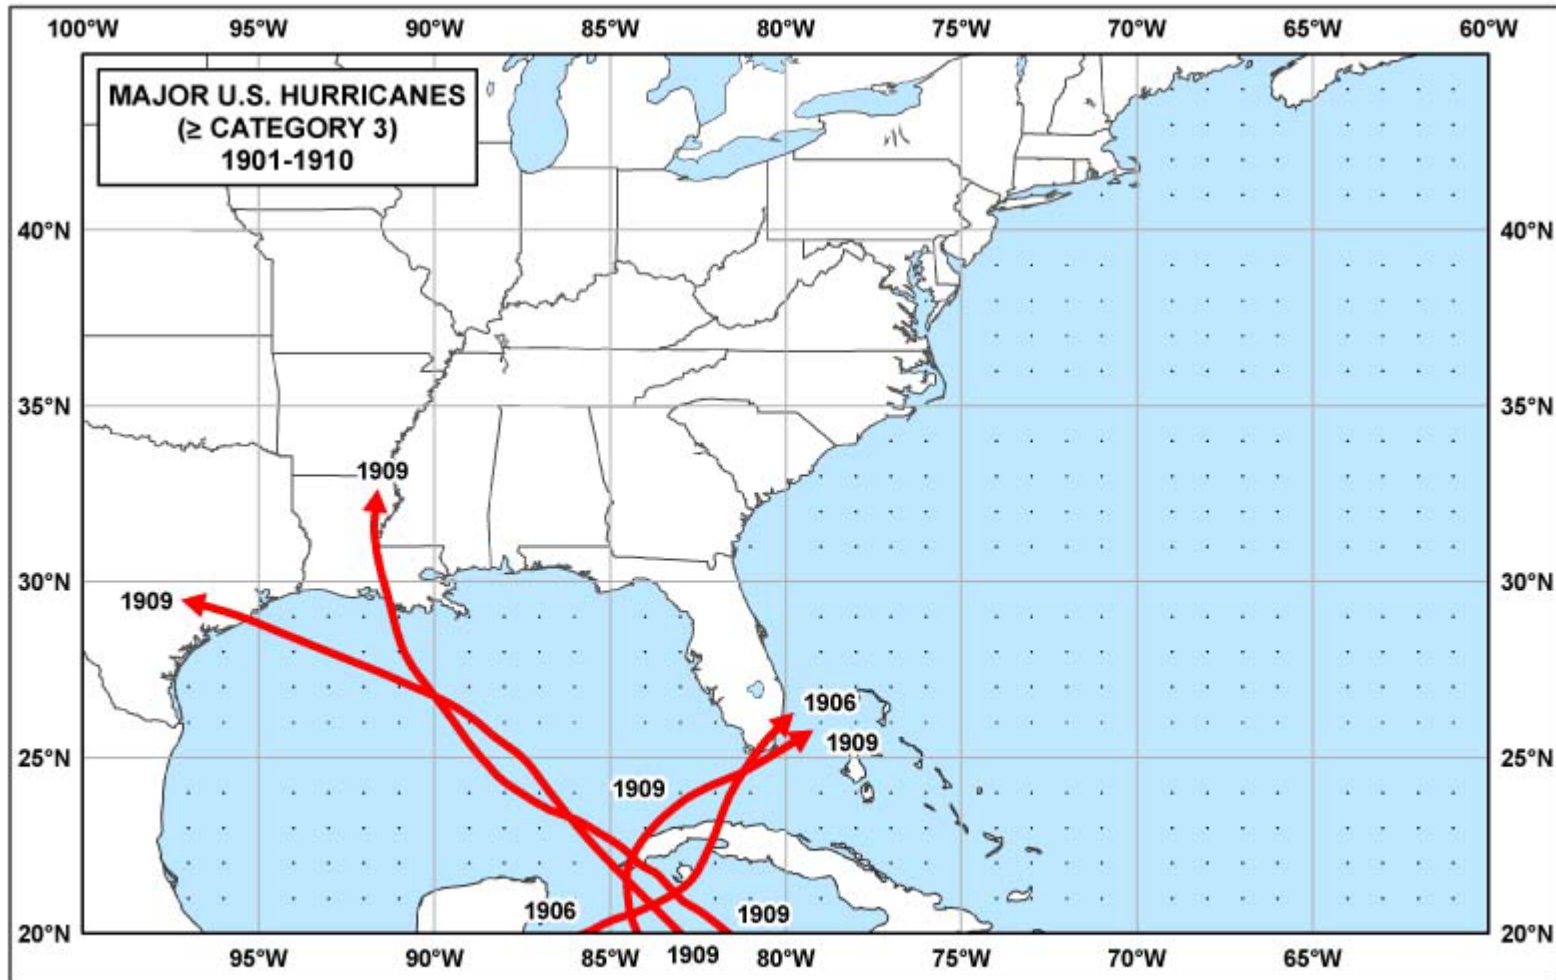 100°W 95°W 90°W 85°W 80°W 75°W 70°W 65°W 60°W
MAJOR U.S. HURRICANES
(≥ CATEGORY 3)
1901-1910
40°N 40°N
35°N 35°N
1909
30°N 30°N
1909
1906
1909
25°N 25°N
1909
1906 1909
20°N 20°N
1909
95°W 90°W 85°W 80°W 75°W 70°W 65°W